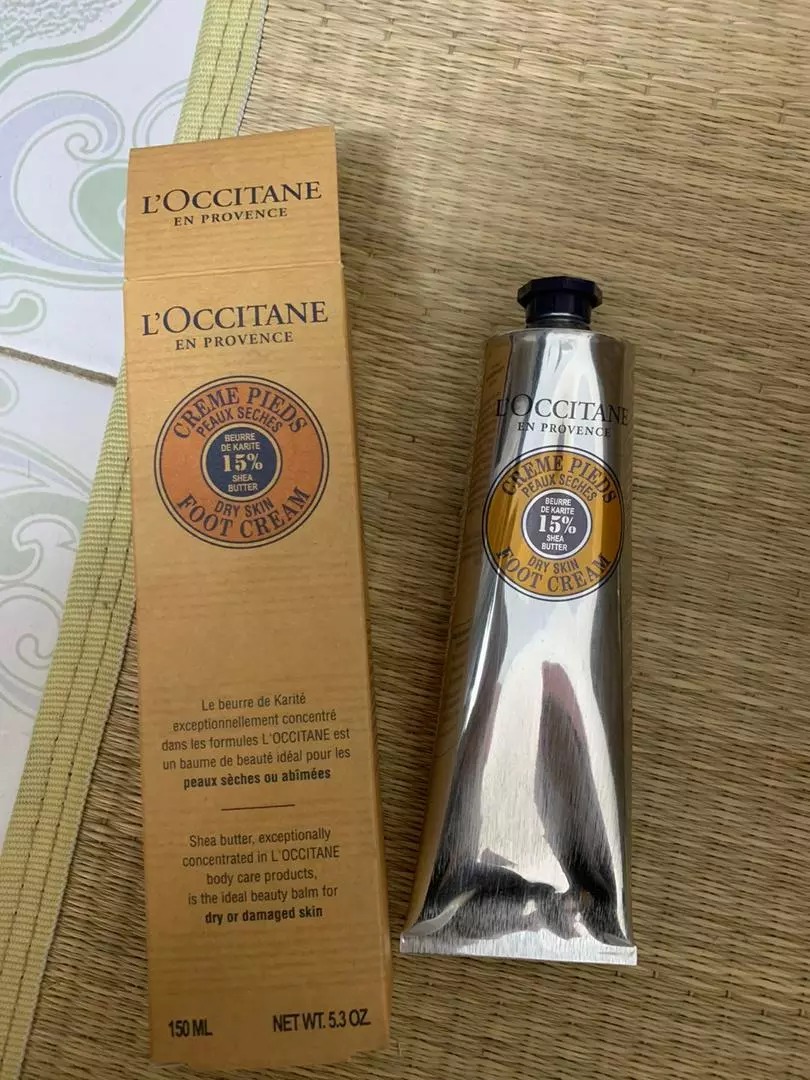 L'OCCITANE
EN PROVENCE
L'OCCITANE
EN PROVENCE
CREME PIEDS
PEAUX SECHES
BEURRE
DE KARITE
15%
SHEA
BUTTER
DRY SKIN
FOOT CREAM
Le beurre de Karité
exceptionnellement concentré
dans les formules L'OCCITANE est
un baume de beauté idéal pour les
peaux sèches ou abîmées
Shea butter, exceptionally
concentrated in L'OCCITANE
body care products,
is the ideal beauty balm for
dry or damaged skin
150 ML NET WT. 5.3 OZ.
L'OCCITANE
EN PROVENCE
CREME PIEDS
PEAUX SECHES
BEURRE
DE KARITE
15%
SHEA
BUTTER
DRY SKIN
FOOT CREAM